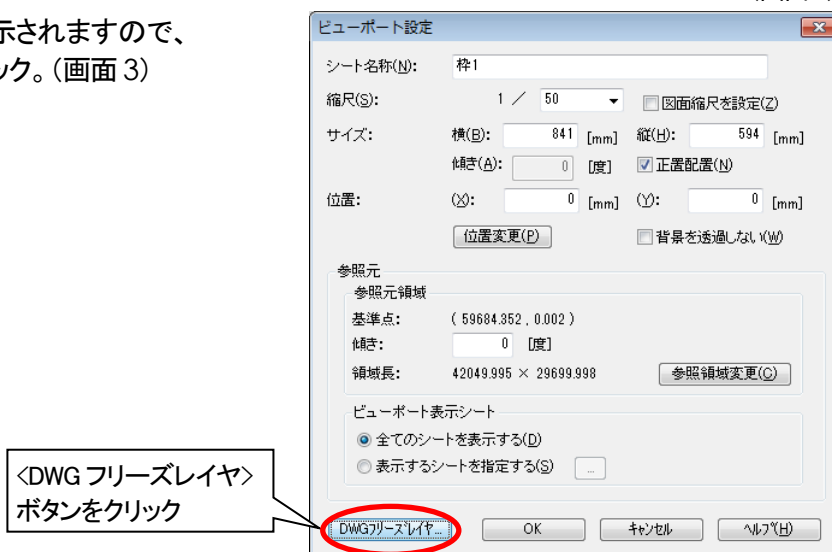 示されますので、
ック。(画面 3)
ビューポート設定
シート名称(N): 枠1
縮尺(S): 1 / 50 図面縮尺を設定(Z)
サイズ: 横(B): 841 [mm] 縦(H): 594 [mm]
傾き(A): 0 [度] 正置配置(N)
位置: (X): 0 [mm] (Y): 0 [mm]
位置変更(P) 背景を透過しない(W)
参照元
参照元領域
基準点: ( 59684.352 , 0.002 )
傾き: 0 [度]
領域長: 42049.995 × 29699.998 参照領域変更(C)
ビューポート表示シート
全てのシートを表示する(D)
表示するシートを指定する(S) ...
<DWG フリーズレイヤ>
ボタンをクリック
DWGフリーズレイヤ... OK キャンセル ヘルプ(H)